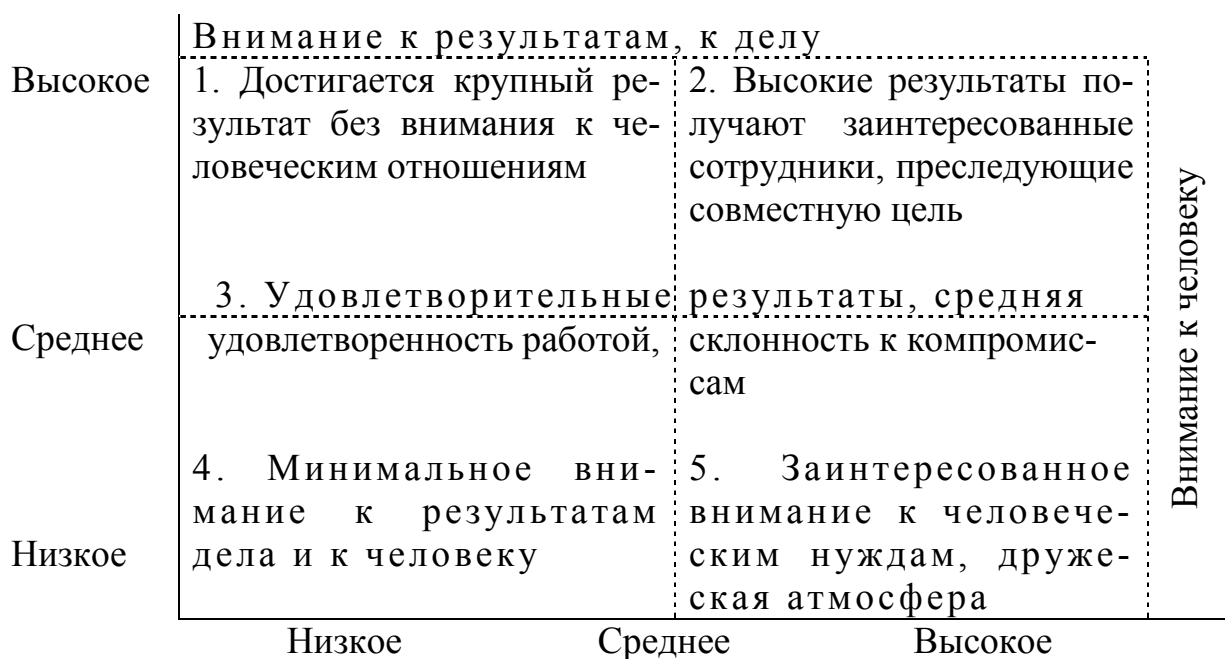 Внимание к результатам, к делу
Высокое
1. Достигается крупный ре-
зультат без внимания к че-
ловеческим отношениям
2. Высокие результаты по-
лучают заинтересованные
сотрудники, преследующие
совместную цель
3. Удовлетворительные результаты, средняя
Среднее
удовлетворенность работой, склонность к компромис-
сам
4. Минимальное вни-
мание к результатам
дела и к человеку
Низкое
5. Заинтересованное
внимание к человече-
ским нуждам, друже-
ская атмосфера
Внимание к человеку
Низкое Среднее Высокое